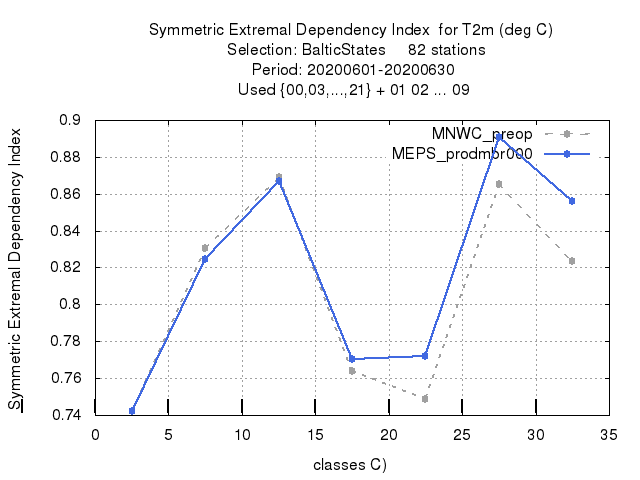 Symmetric Extremal Dependency Index  for T2m (deg C)
Selection: BalticStates     82 stations
Period: 20200601-20200630
Used {00,03,...,21} + 01 02 ... 09
Symmetric Extremal Dependency Index
0.9
0.88
0.86
0.84
0.82
0.8
0.78
0.76
0.74
MNWC_preop
MEPS_prodmbr000
0 5 10 15 20 25 30 35
classes C)